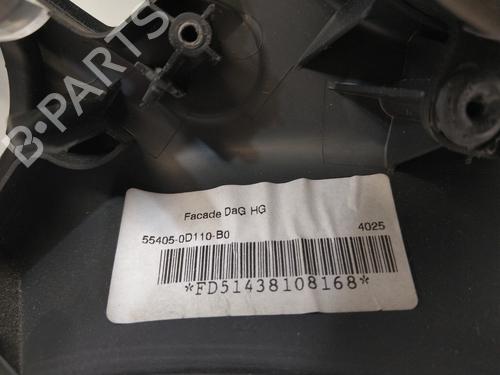 B-PARTS
Facade DaG HG
55405-0D110-B0
4025
*FD51438108168*